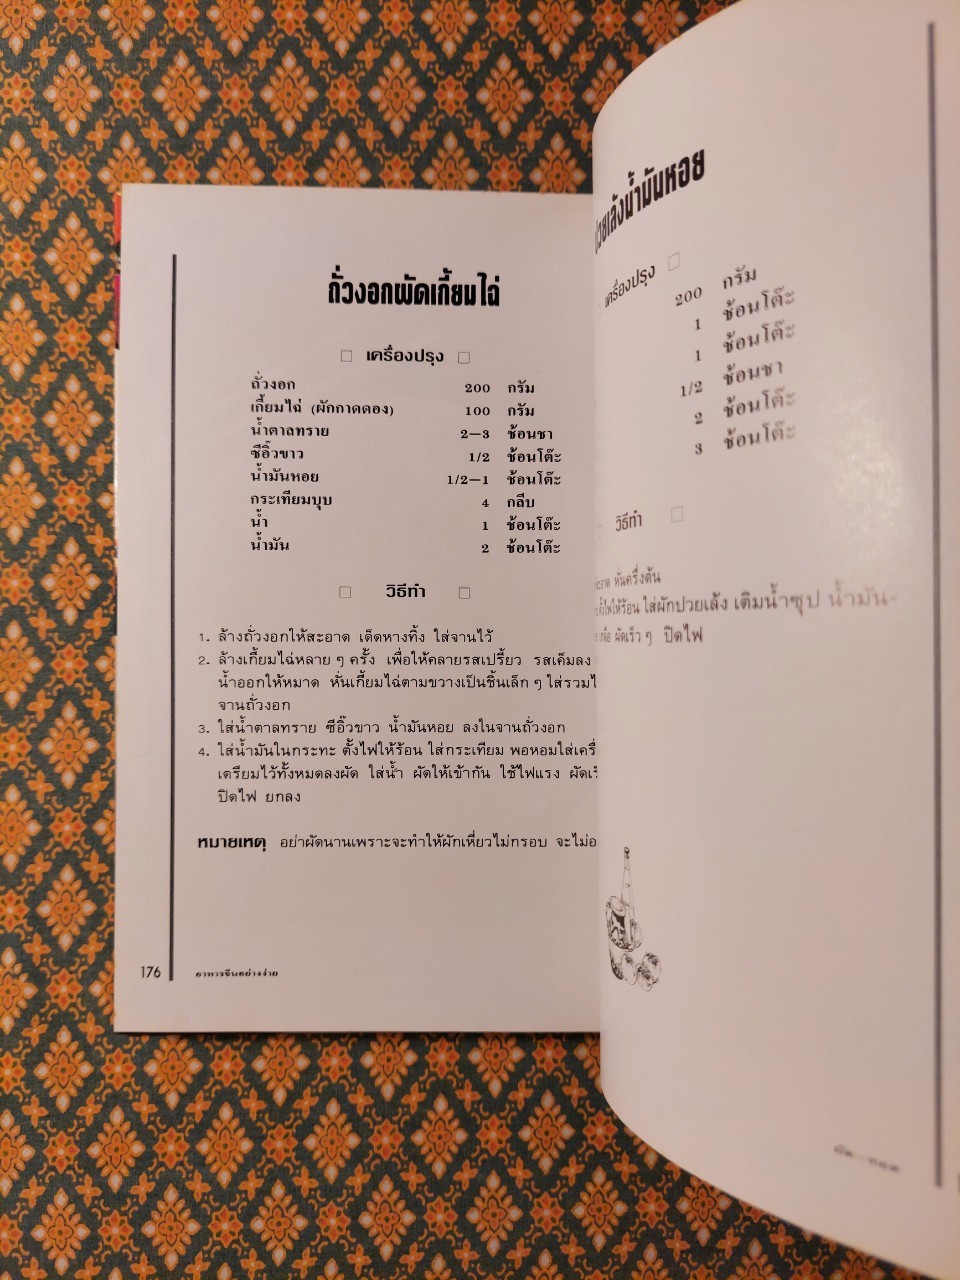 ถั่วงอกผัดเกี้ยมไฉ่
เครื่องปรุง
ถั่วงอก 200 กรัม
เกี้ยมไฉ่ (ผักกาดดอง) 100 กรัม
น้ำตาลทราย 2—3 ช้อนชา
ซีอิ๊วขาว 1/2 ช้อนโต๊ะ
น้ำมันหอย 1/2—1 ช้อนโต๊ะ
กระเทียมบุบ 4 กลีบ
น้ำ 1 ช้อนโต๊ะ
น้ำมัน 2 ช้อนโต๊ะ
วิธีทำ
1. ล้างถั่วงอกให้สะอาด เด็ดหางทิ้ง ใส่จานไว้
2. ล้างเกี้ยมไฉ่หลาย ๆ ครั้ง เพื่อให้คลายรสเปรี้ยว รสเค็มลง
น้ำออกให้หมาด หั่นเกี้ยมไฉ่ตามขวางเป็นชิ้นเล็ก ๆ ใส่รวม
จานถั่วงอก
3. ใส่น้ำตาลทราย ซีอิ๊วขาว น้ำมันหอย ลงในจานถั่วงอก
4. ใส่น้ำมันในกระทะ ตั้งไฟให้ร้อน ใส่กระเทียม พอหอมใส่เครื่
เตรียมไว้ทั้งหมดลงผัด ใส่น้ำ ผัดให้เข้ากัน ใช้ไฟแรง ผัดเร็
ปิดไฟ ยกลง
หมายเหตุ อย่าผัดนานเพราะจะทำให้ผักเหี่ยวไม่กรอบ จะไม่อ
176 อาหารจีนอย่างง่าย
ปวยเล้งน้ำมันหอย
เครื่องปรุง
200 กรัม
1 ช้อนโต๊ะ
1 ช้อนโต๊ะ
1/2 ช้อนชา
2 ช้อนโต๊ะ
3 ช้อนโต๊ะ
วิธีทำ
ะอาด หั่นครึ่งต้น
ะตั้งไฟให้ร้อน ใส่ผักปวยเล้ง เติมน้ำซุป น้ำมัน-
ผัดเร็ว ๆ ปิดไฟ
ผัด—ทอด